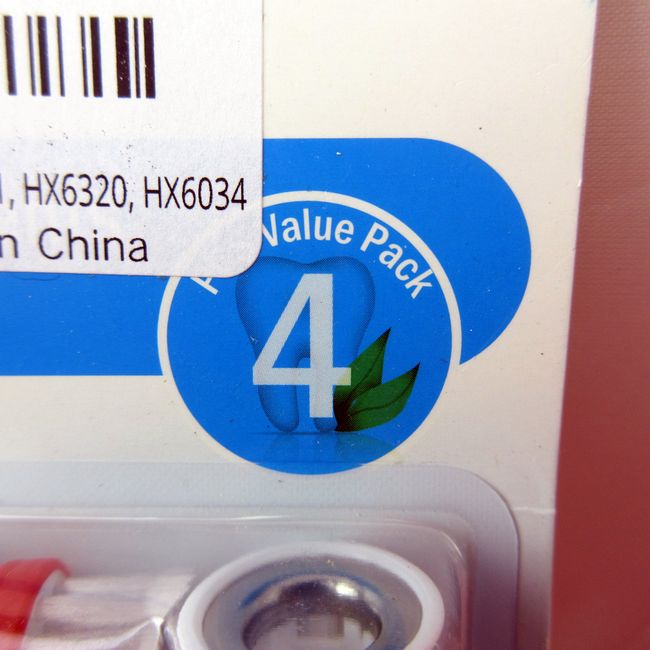 , HX6320, HX6034
n China
Value Pack
4